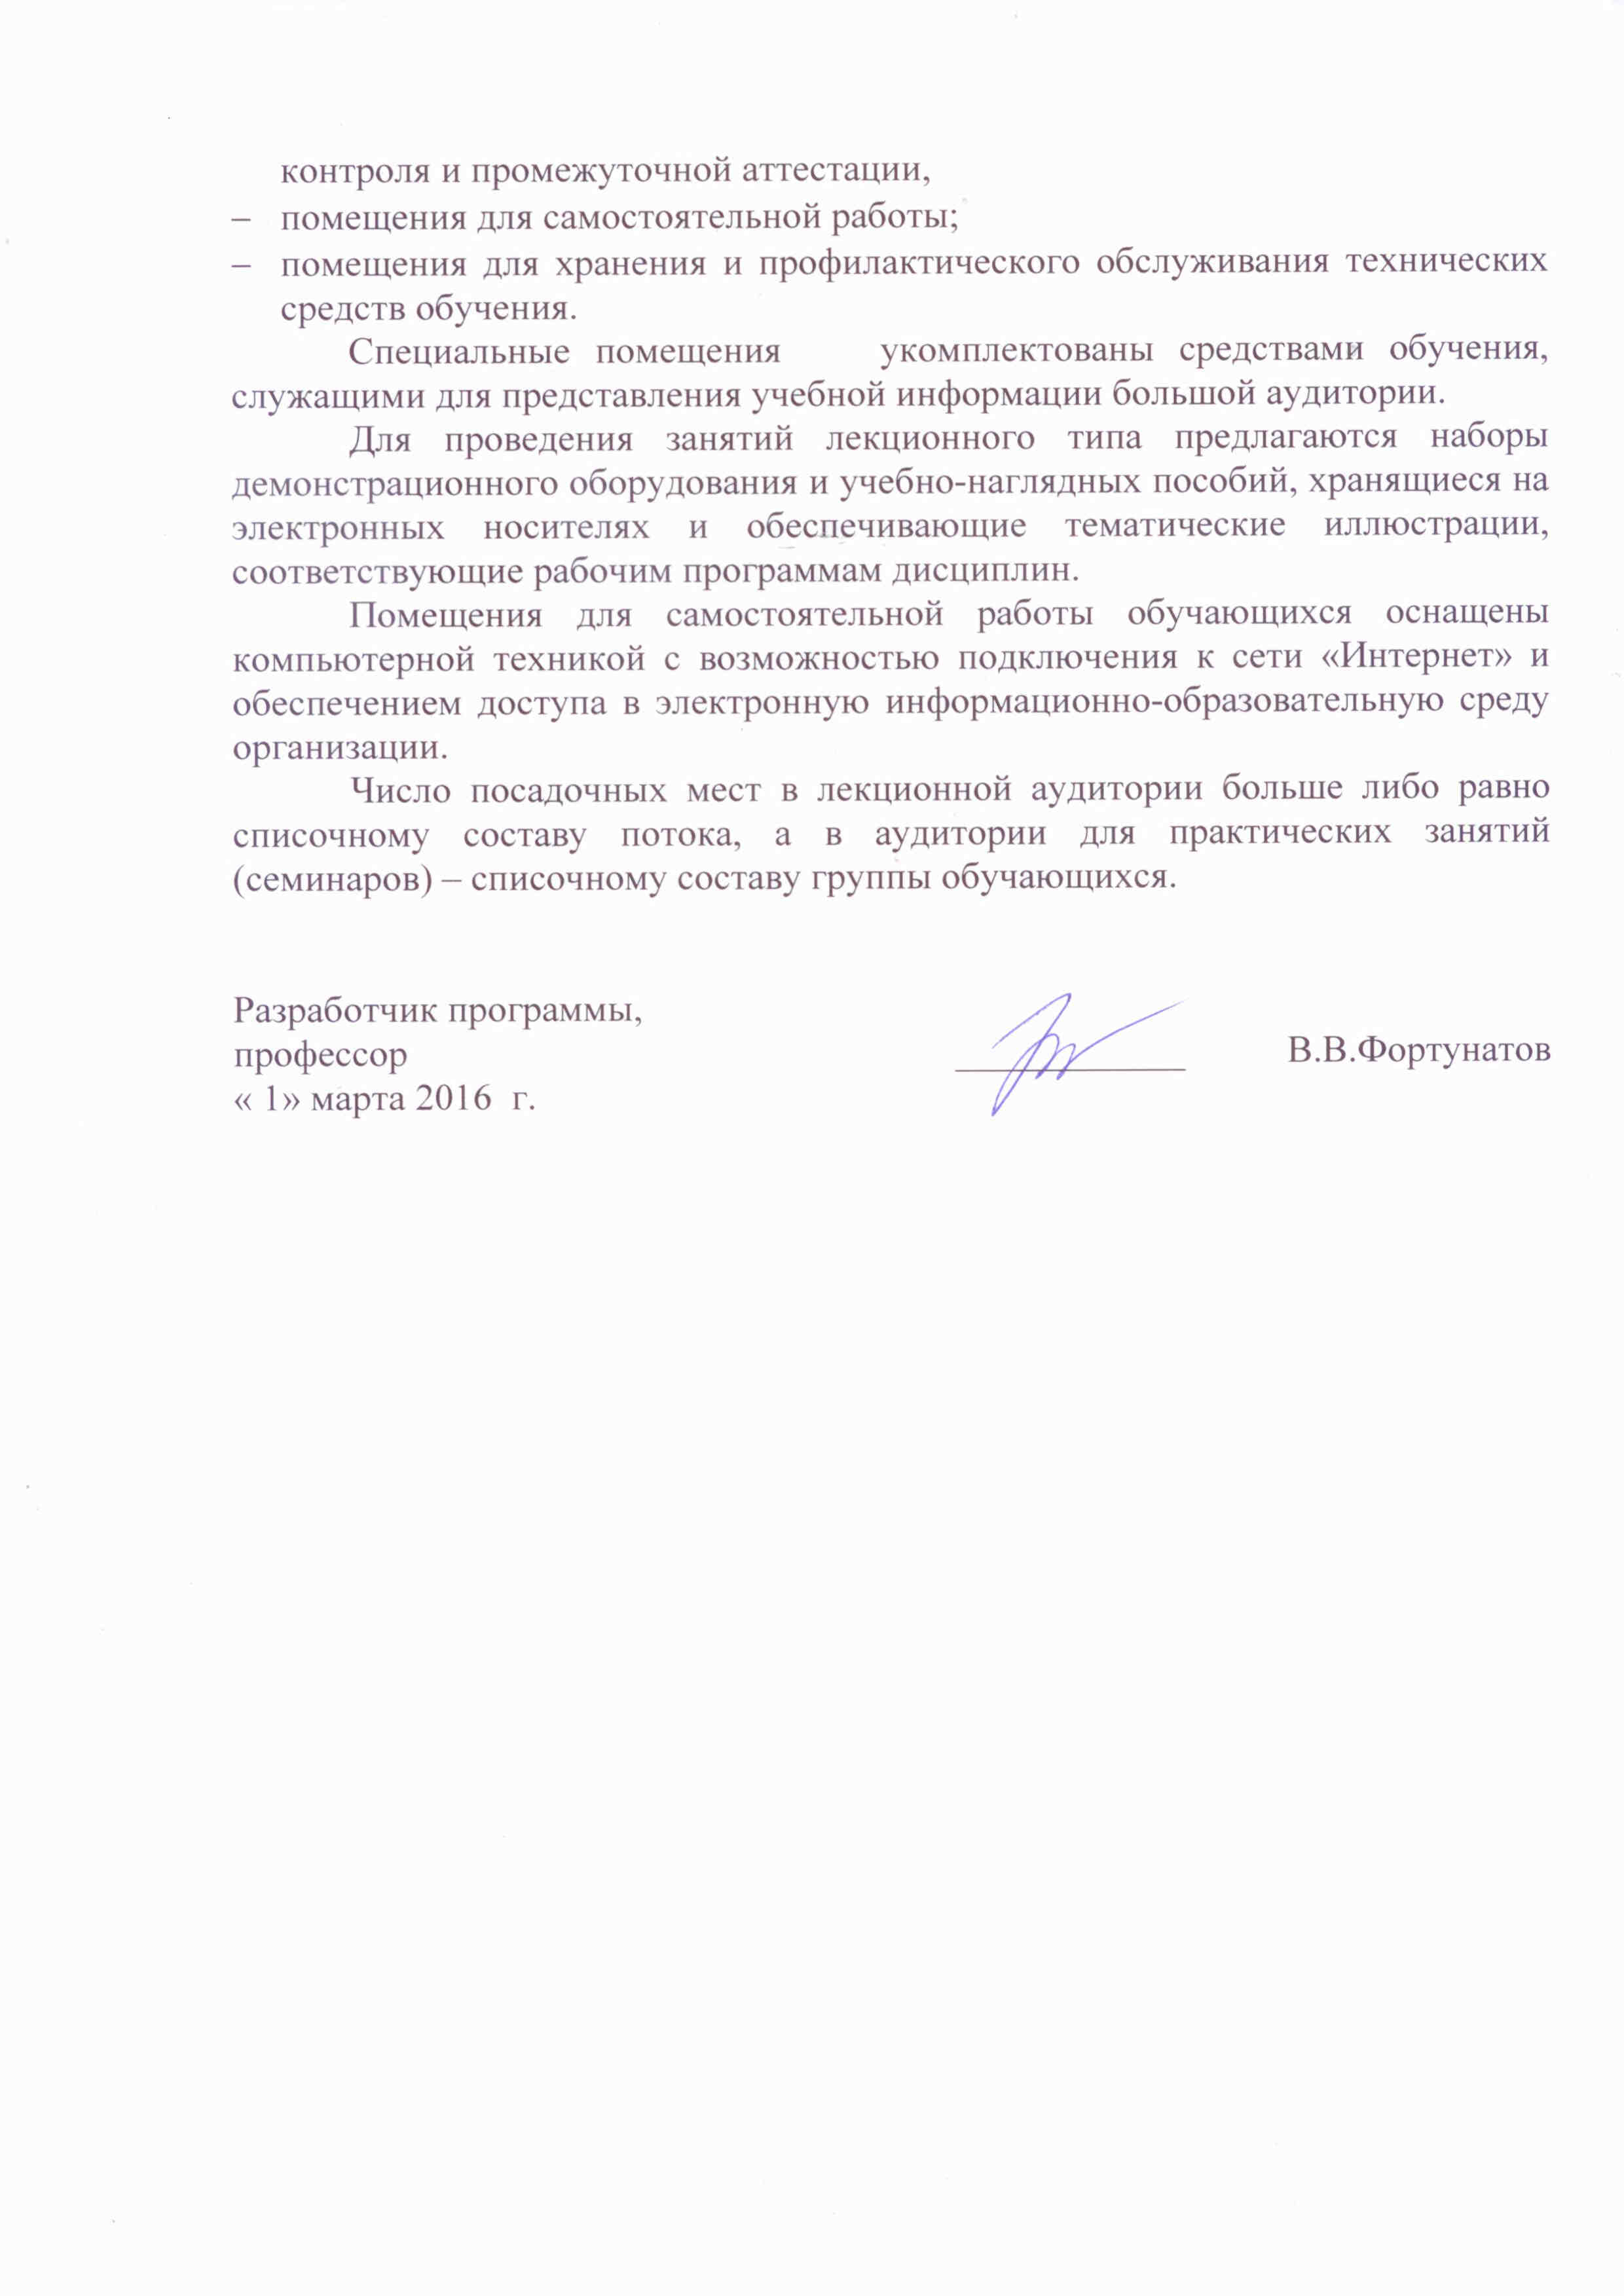 контроля и промежуточной аттестации,
– помещения для самостоятельной работы;
– помещения для хранения и профилактического обслуживания технических
средств обучения.
Специальные помещения укомплектованы средствами обучения,
служащими для представления учебной информации большой аудитории.
Для проведения занятий лекционного типа предлагаются наборы
демонстрационного оборудования и учебно-наглядных пособий, хранящиеся на
электронных носителях и обеспечивающие тематические иллюстрации,
соответствующие рабочим программам дисциплин.
Помещения для самостоятельной работы обучающихся оснащены
компьютерной техникой с возможностью подключения к сети «Интернет» и
обеспечением доступа в электронную информационно-образовательную среду
организации.
Число посадочных мест в лекционной аудитории больше либо равно
списочному составу потока, а в аудитории для практических занятий
(семинаров) – списочному составу группы обучающихся.
Разработчик программы,
профессор В.В.Фортунатов
« 1» марта 2016 г.